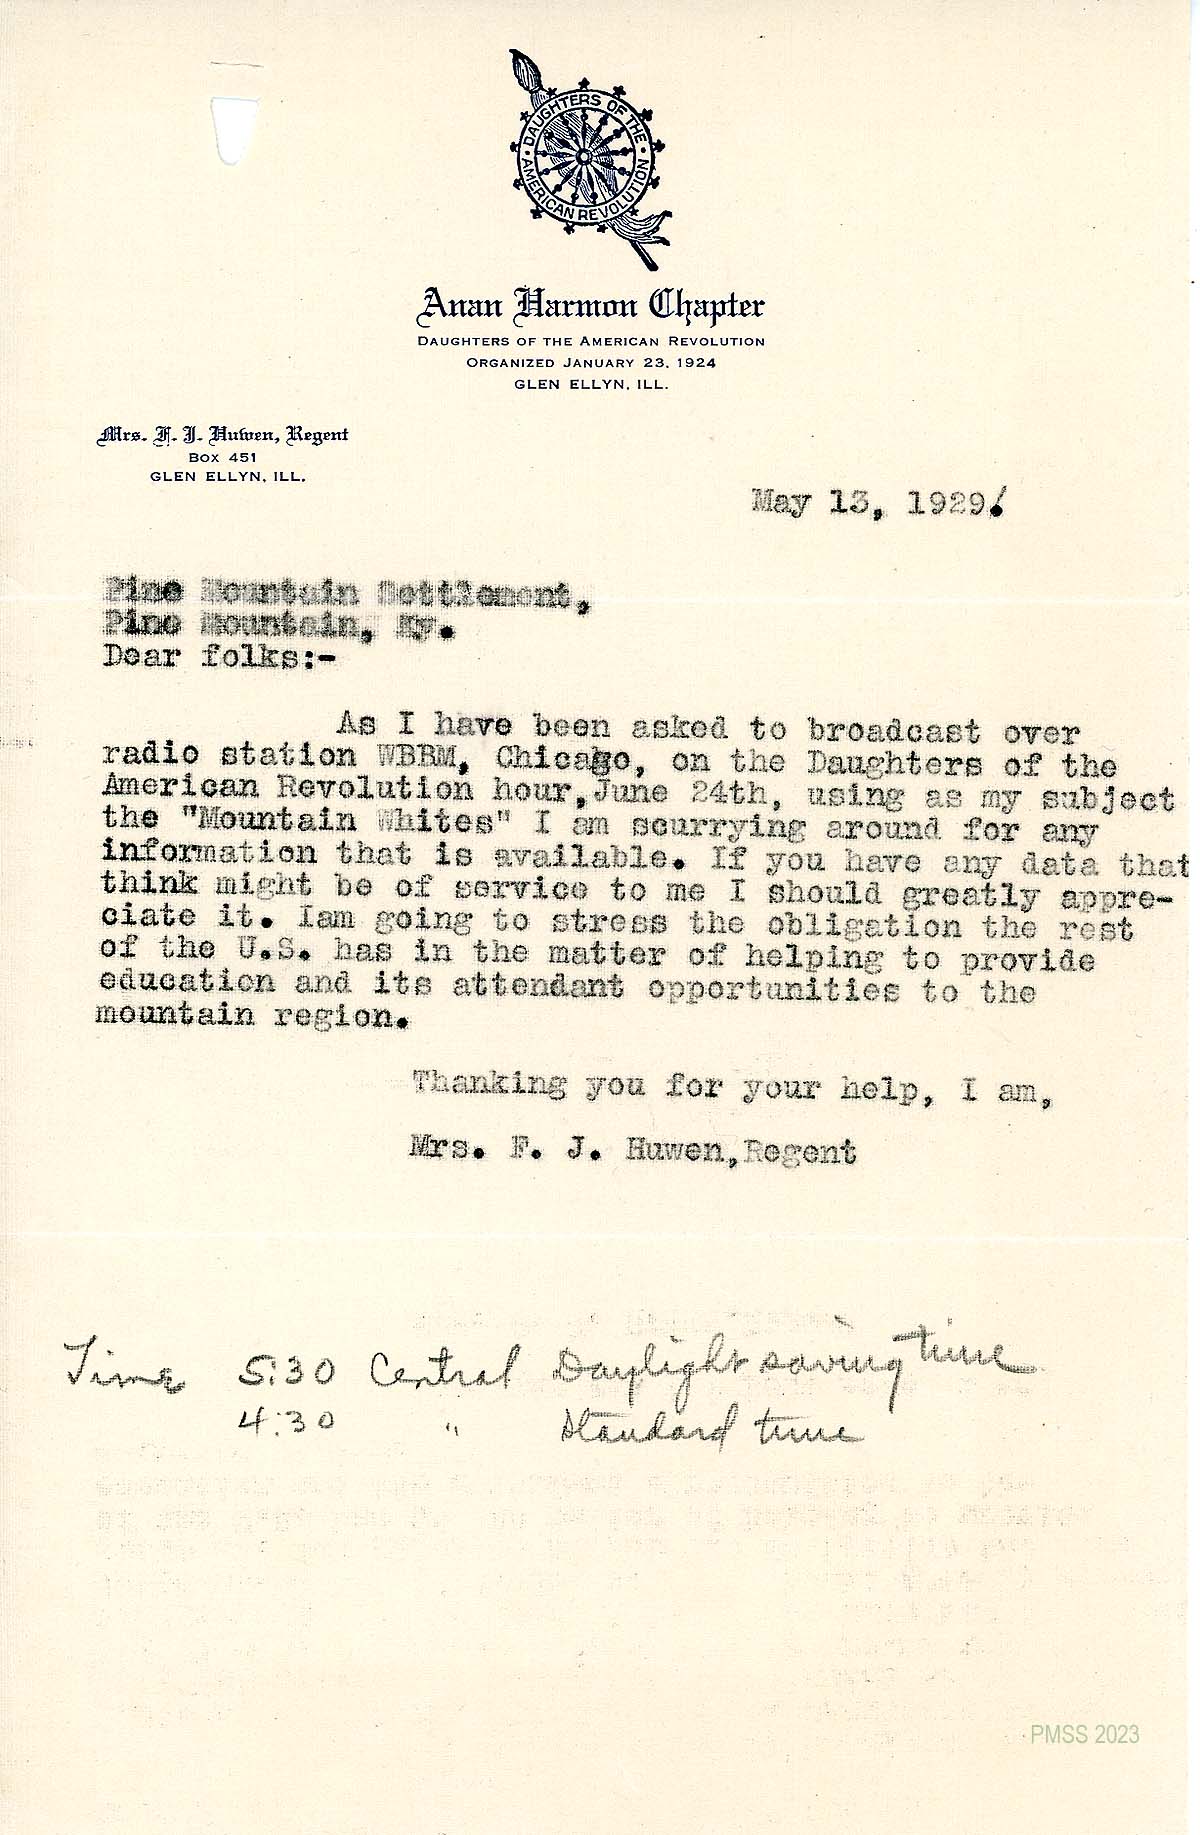 DAUGHTERS OF THE
AMERICAN REVOLUTION
Anan Harmon Chapter
DAUGHTERS OF THE AMERICAN REVOLUTION
ORGANIZED JANUARY 23, 1924
GLEN ELLYN, ILL.
Mrs. F. J. Huwen, Regent
BOX 451
GLEN ELLYN, ILL.
May 13, 1929.
Pine Mountain Settlement,
Pine Mountain, Ky.
Dear folks:-
As I have been asked to broadcast over
radio station WBBM, Chicago, on the Daughters of the
American Revolution hour, June 24th, using as my subject
the "Mountain Whites" I am scurrying around for any
information that is available. If you have any data that
think might be of service to me I should greatly appre-
ciate it. Iam going to stress the obligation the rest
of the U.S. has in the matter of helping to provide
education and its attendant opportunities to the
mountain region.
Thanking you for your help, I am,
Mrs. F. J. Huwen,Regent
Time 5:30 Central Daylight saving time
4:30 " Standard time
PMSS 2023